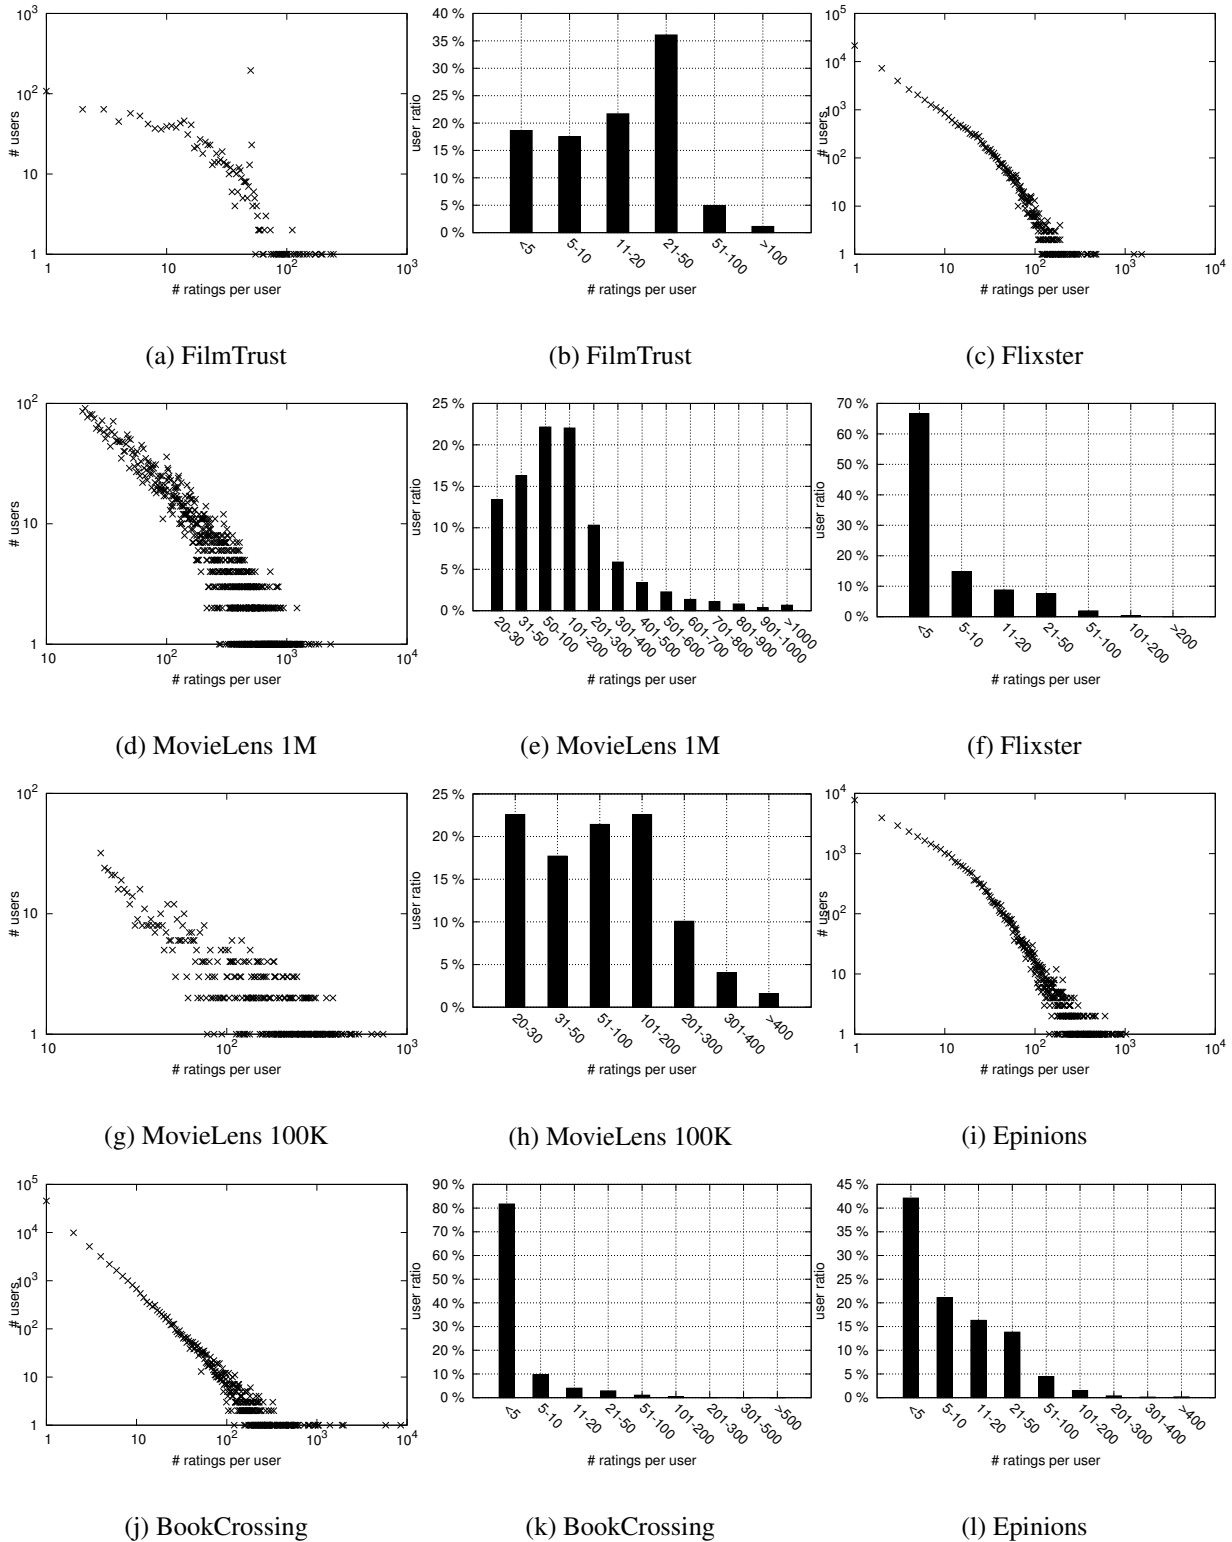 10^3
10^2
10
1
# users
1 10 10^2 10^3
# ratings per user
(a) FilmTrust
40 %
35 %
30 %
25 %
20 %
15 %
10 %
5 %
0 %
user ratio
<5 5-10 11-20 21-50 51-100 >100
# ratings per user
(b) FilmTrust
10^5
10^4
10^3
10^2
10
1
# users
1 10 10^2 10^3 10^4
# ratings per user
(c) Flixster
10^2
10
1
# users
10 10^2 10^3 10^4
# ratings per user
(d) MovieLens 1M
25 %
20 %
15 %
10 %
5 %
0 %
user ratio
20-30 31-50 50-100 101-200 201-300 301-400 401-500 501-600 601-700 701-800 801-900 901-1000 >1000
# ratings per user
(e) MovieLens 1M
70 %
60 %
50 %
40 %
30 %
20 %
10 %
0 %
user ratio
<5 5-10 11-20 21-50 51-100 101-200 >200
# ratings per user
(f) Flixster
10^2
10
1
# users
10 10^2 10^3
# ratings per user
(g) MovieLens 100K
25 %
20 %
15 %
10 %
5 %
0 %
user ratio
20-30 31-50 51-100 101-200 201-300 301-400 >400
# ratings per user
(h) MovieLens 100K
10^4
10^3
10^2
10
1
# users
1 10 10^2 10^3 10^4
# ratings per user
(i) Epinions
10^5
10^4
10^3
10^2
10
1
# users
1 10 10^2 10^3 10^4
# ratings per user
(j) BookCrossing
90 %
80 %
70 %
60 %
50 %
40 %
30 %
20 %
10 %
0 %
user ratio
<5 5-10 11-20 21-50 51-100 101-200 201-300 301-500 >500
# ratings per user
(k) BookCrossing
45 %
40 %
35 %
30 %
25 %
20 %
15 %
10 %
5 %
0 %
user ratio
<5 5-10 11-20 21-50 51-100 101-200 201-300 301-400 >400
# ratings per user
(l) Epinions